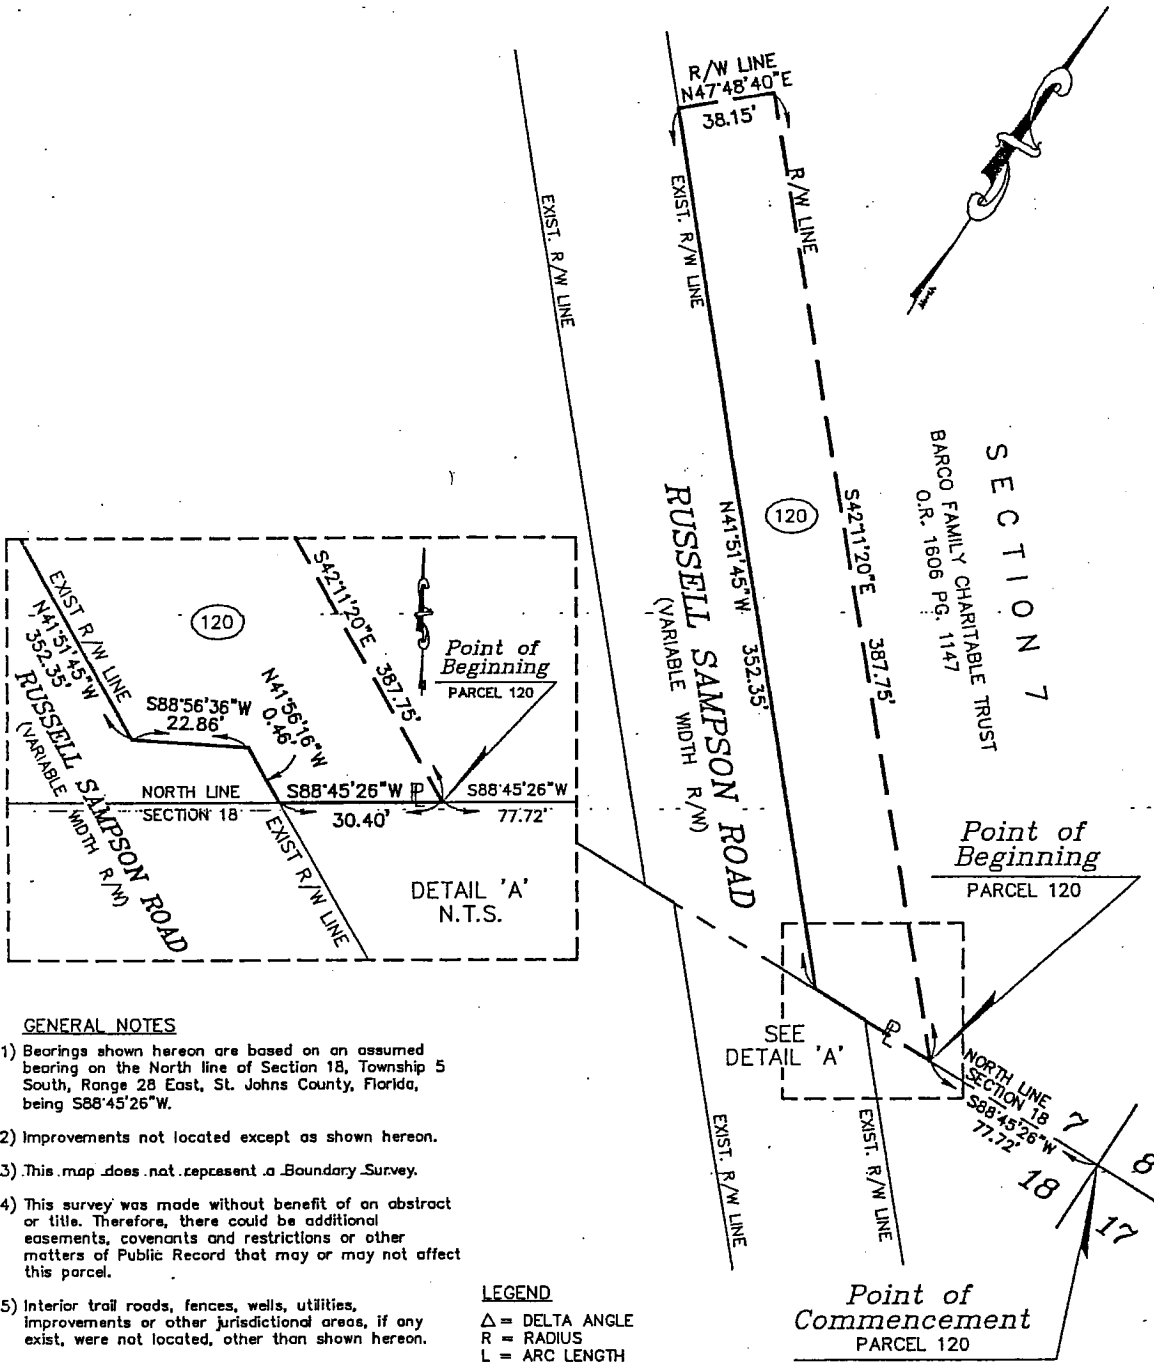 R/W LINE
N47°48'40"E
38.15'
EXIST. R/W LINE
EXIST. R/W LINE
R/W LINE
North
SECTION 7
BARCO FAMILY CHARITABLE TRUST
O.R. 1606 PG. 1147
120
N41°51'45"W 352.35'
S42°11'20"E 387.75'
RUSSELL SAMPSON ROAD
(VARIABLE WIDTH R/W)
EXIST R/W LINE
N41°51'45"W
352.35'
120
S42°11'20"E 387.75'
Point of
Beginning
PARCEL 120
S88°56'36"W
22.86'
N41°56'16"W
0.46'
RUSSELL SAMPSON ROAD
(VARIABLE WIDTH R/W)
NORTH LINE
SECTION 18
S88°45'26"W
30.40'
PL
S88°45'26"W
77.72'
EXIST R/W LINE
DETAIL 'A'
N.T.S.
Point of
Beginning
PARCEL 120
SEE
DETAIL 'A'
PL
NORTH LINE
SECTION 18
S88°45'26"W
77.72'
7
8
18
17
EXIST. R/W LINE
EXIST. R/W LINE
Point of
Commencement
PARCEL 120
GENERAL NOTES
1) Bearings shown hereon are based on an assumed
bearing on the North line of Section 18, Township 5
South, Range 28 East, St. Johns County, Florida,
being S88°45'26"W.
2) Improvements not located except as shown hereon.
3) This map does not represent a Boundary Survey.
4) This survey was made without benefit of an abstract
or title. Therefore, there could be additional
easements, covenants and restrictions or other
matters of Public Record that may or may not affect
this parcel.
5) Interior trail roads, fences, wells, utilities,
improvements or other jurisdictional areas, if any
exist, were not located, other than shown hereon.
LEGEND
△ = DELTA ANGLE
R = RADIUS
L = ARC LENGTH